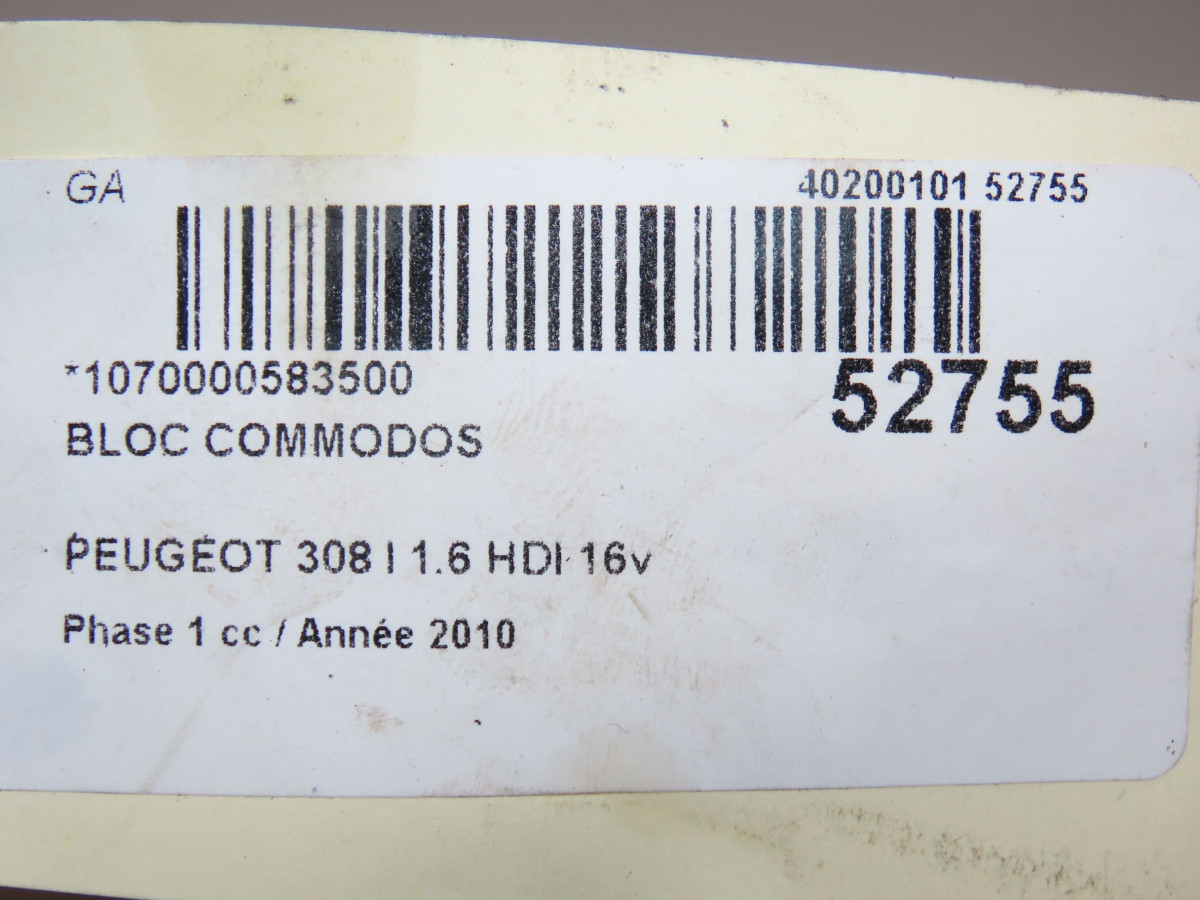 GA 40200101 52755
*1070000583500
52755
BLOC COMMODOS
PEUGEOT 308 I 1.6 HDI 16v
Phase 1 cc / Année 2010